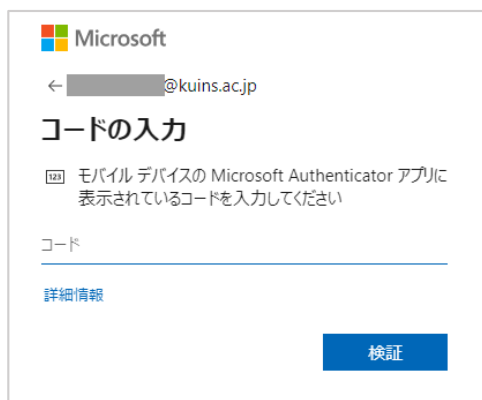 Microsoft
← @kuins.ac.jp
コードの入力
123 モバイル デバイスの Microsoft Authenticator アプリに
表示されているコードを入力してください
コード
詳細情報
検証